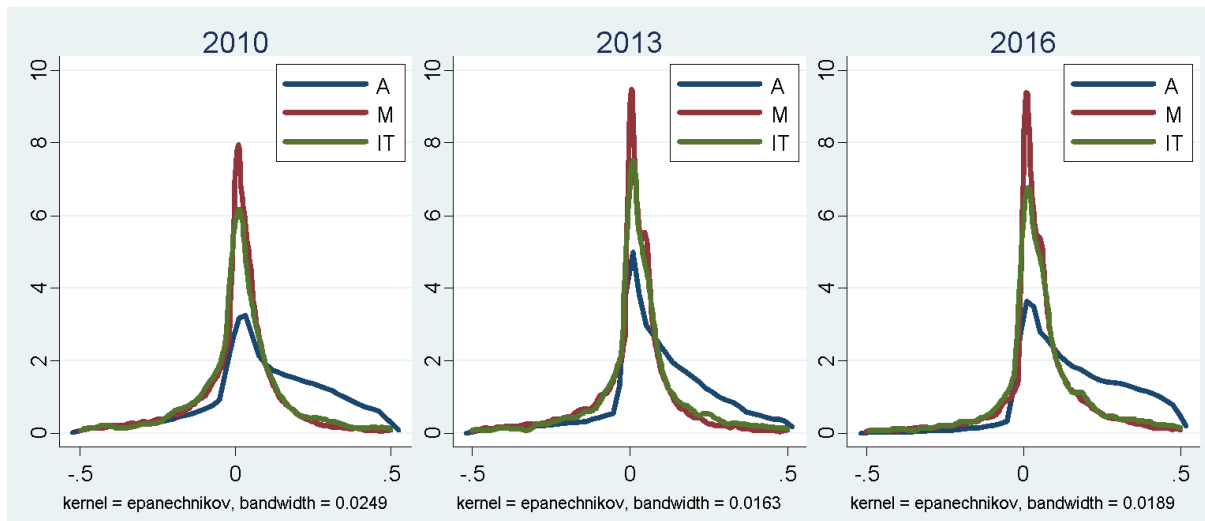 2010
2013
2016
10
8
6
4
2
0
A
M
IT
-.5
0
.5
kernel = epanechnikov, bandwidth = 0.0249
10
8
6
4
2
0
A
M
IT
-.5
0
.5
kernel = epanechnikov, bandwidth = 0.0163
10
8
6
4
2
0
A
M
IT
-.5
0
.5
kernel = epanechnikov, bandwidth = 0.0189